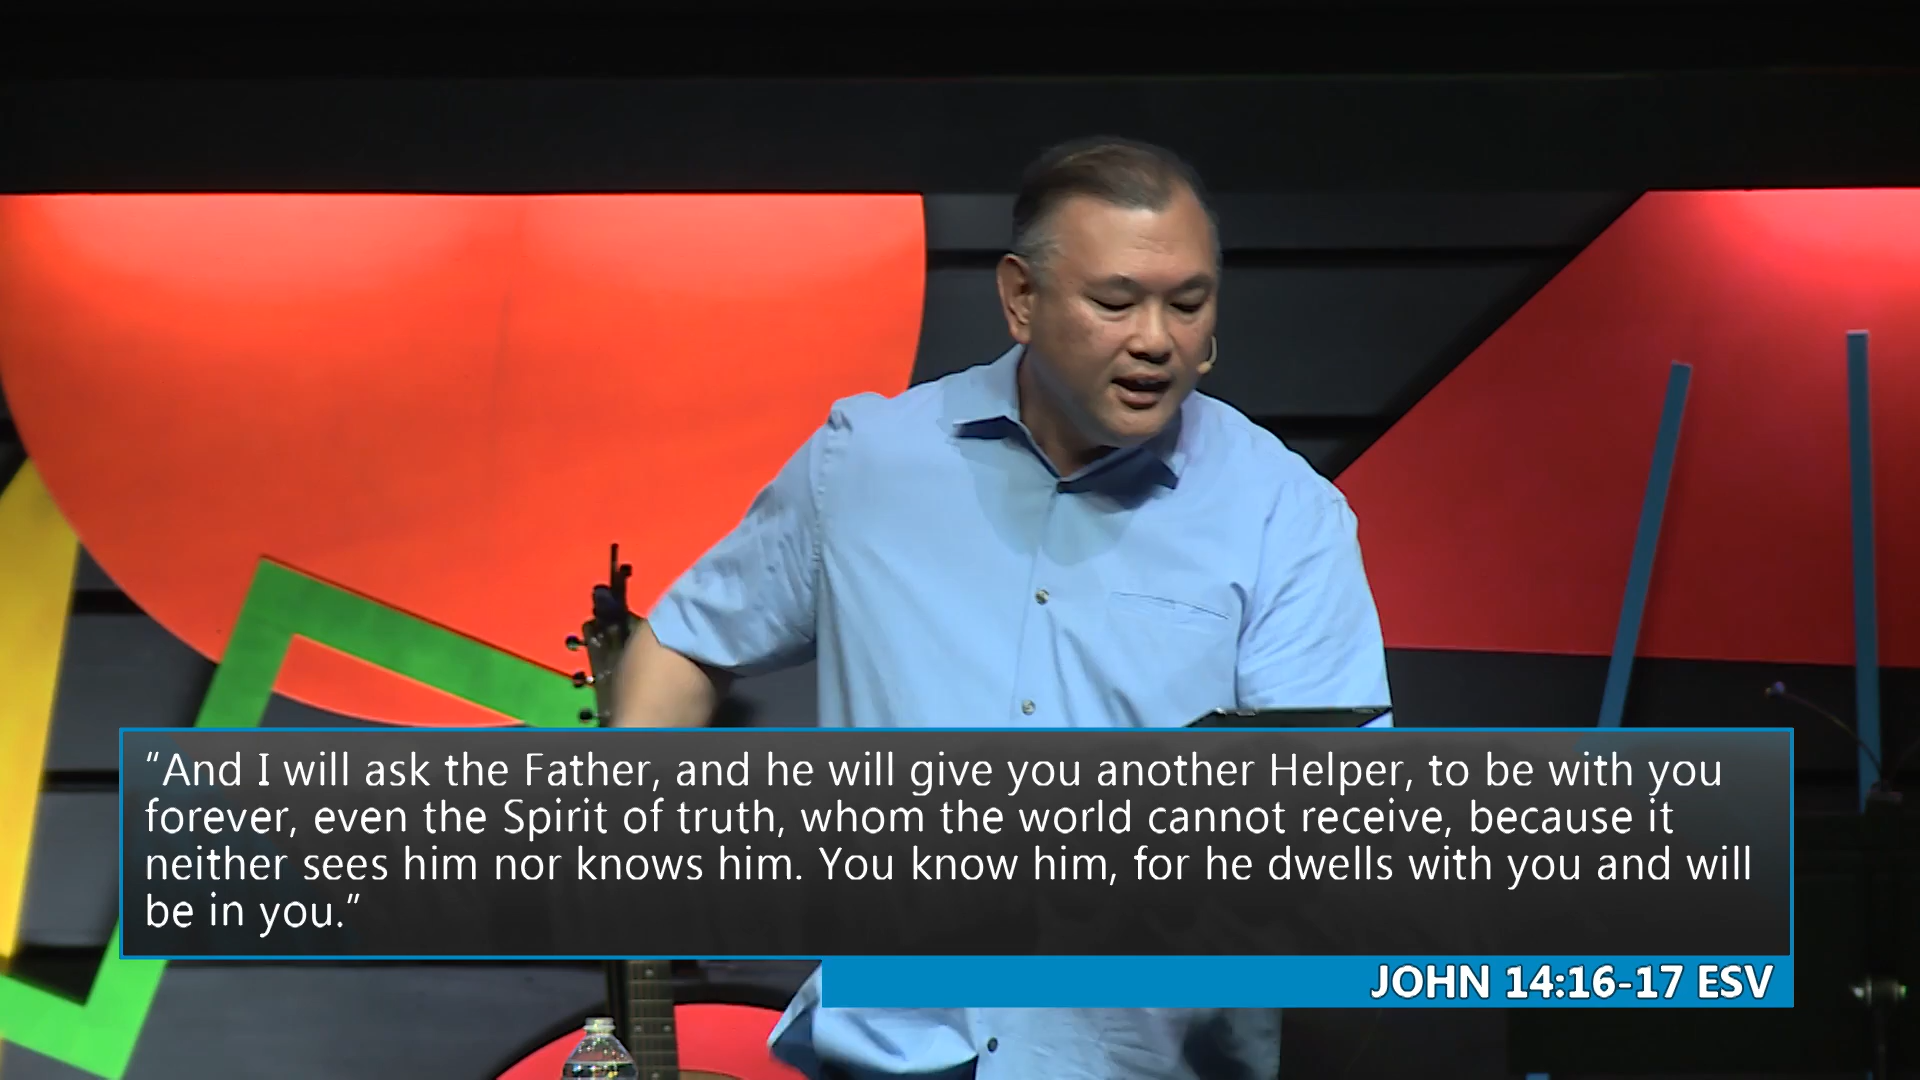 “And I will ask the Father, and he will give you another Helper, to be with you
forever, even the Spirit of truth, whom the world cannot receive, because it
neither sees him nor knows him. You know him, for he dwells with you and will
be in you.”
JOHN 14:16-17 ESV